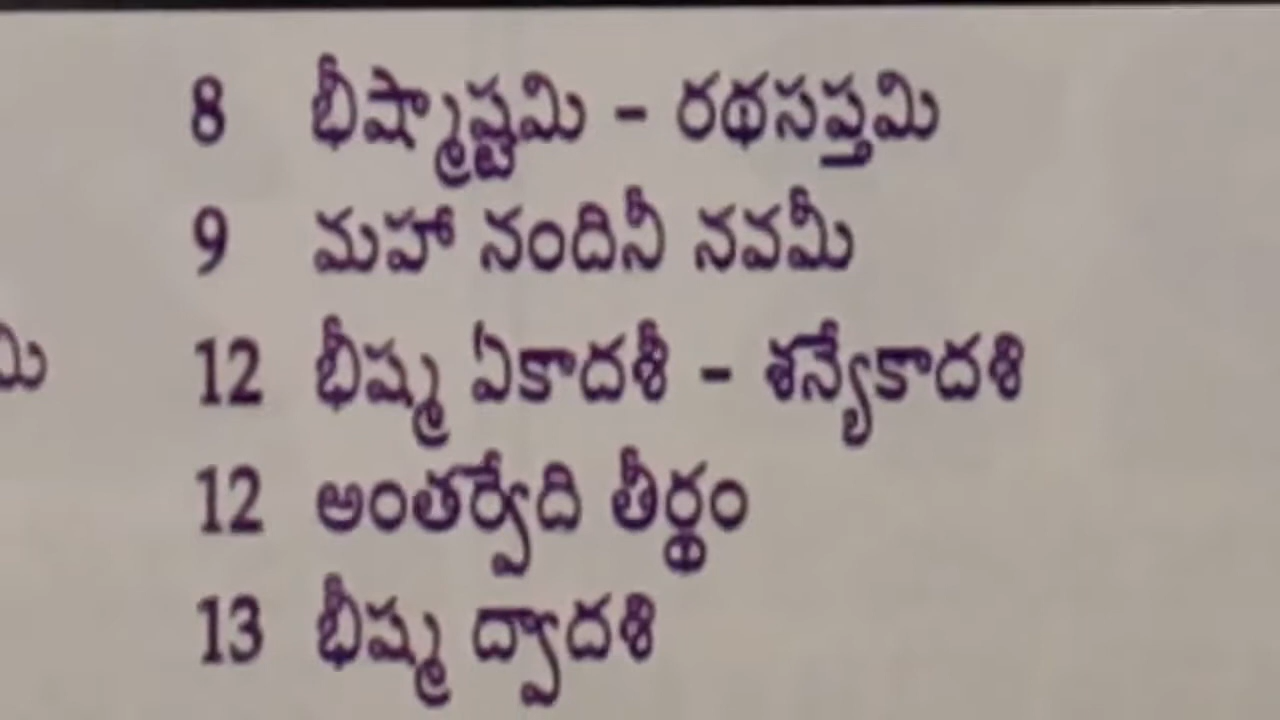 8 భీష్మాష్టమి - రథసప్తమి
9 మహా నందినీ నవమీ
12 భీష్మ ఏకాదశీ - శన్యేకాదశి
12 అంతర్వేది తీర్థం
13 భీష్మ ద్వాదశి